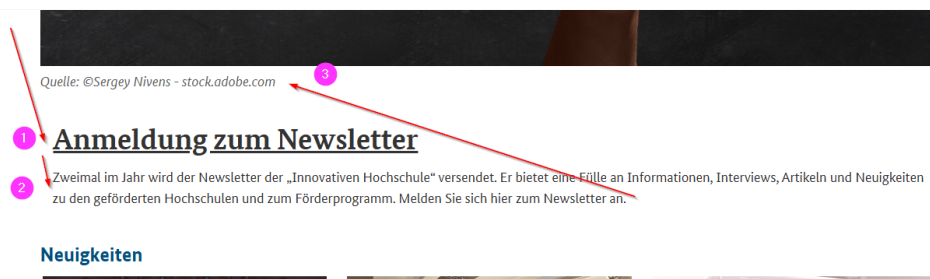 Quelle: ©Sergey Nivens - stock.adobe.com
3
1
Anmeldung zum Newsletter
2
Zweimal im Jahr wird der Newsletter der „Innovativen Hochschule“ versendet. Er bietet eine Fülle an Informationen, Interviews, Artikeln und Neuigkeiten
zu den geförderten Hochschulen und zum Förderprogramm. Melden Sie sich hier zum Newsletter an.
Neuigkeiten